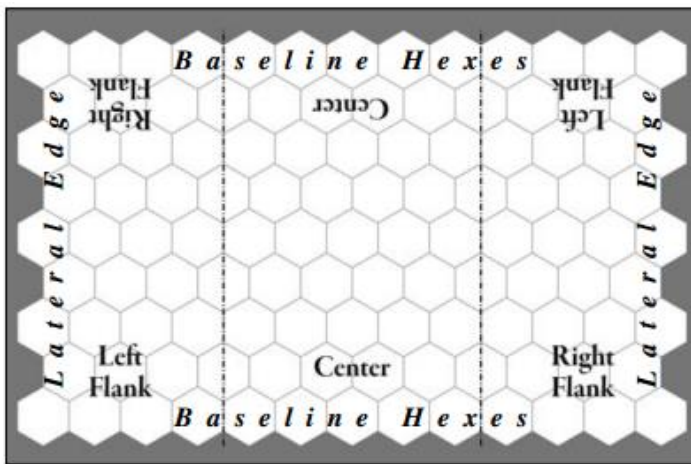 Baseline Hexes
Right
Flank
Center
Left
Flank
Lateral Edge
Lateral Edge
Left
Flank
Center
Right
Flank
Baseline Hexes